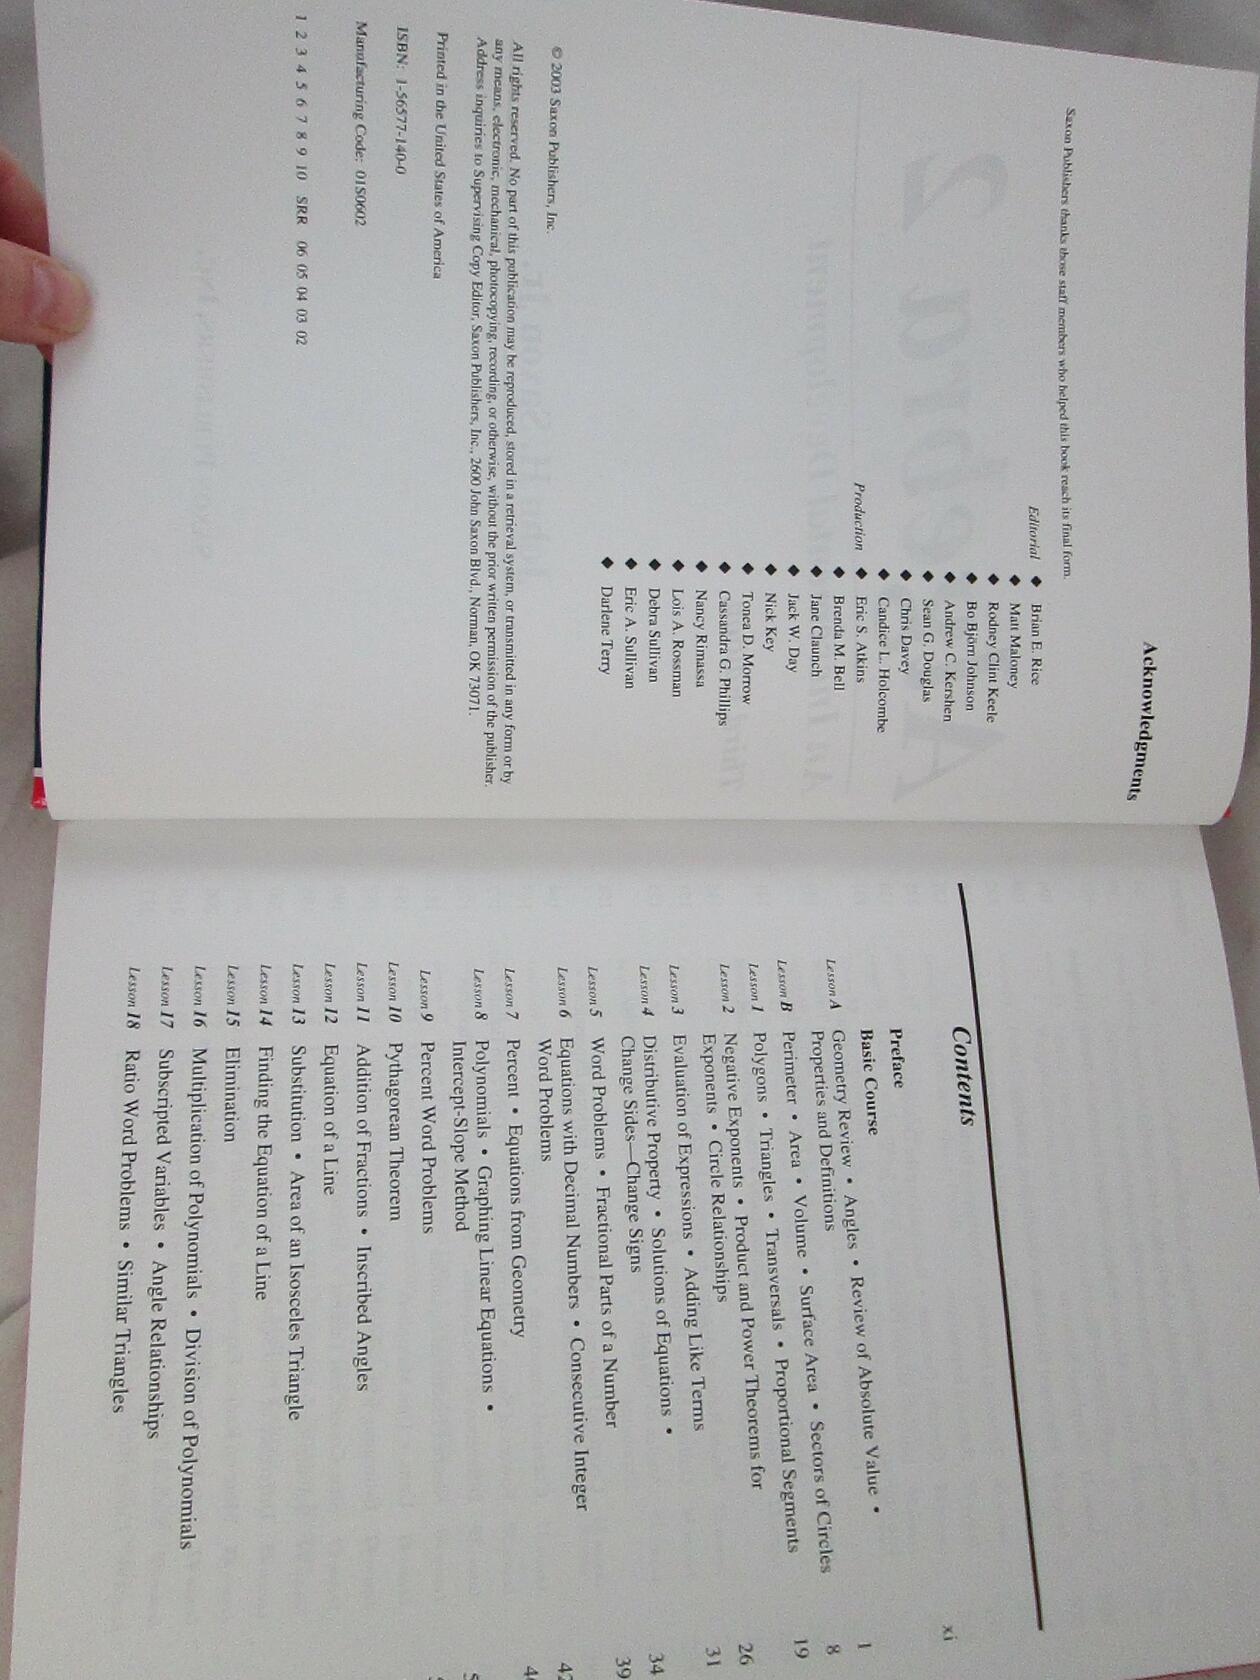 Acknowledgments
Saxon Publishers thanks those staff members who helped this book reach its final form.
Editorial ◆ Brian E. Rice
◆ Matt Maloney
◆ Rodney Clint Keele
◆ Bo Björn Johnson
◆ Andrew C. Kershen
◆ Sean G. Douglas
◆ Chris Davey
◆ Candice L. Holcombe
Production ◆ Eric S. Atkins
◆ Brenda M. Bell
◆ Jane Claunch
◆ Jack W. Day
◆ Nick Key
◆ Tonea D. Morrow
◆ Cassandra G. Phillips
◆ Nancy Rimassa
◆ Lois A. Rossman
◆ Debra Sullivan
◆ Eric A. Sullivan
◆ Darlene Terry
© 2003 Saxon Publishers, Inc.
All rights reserved. No part of this publication may be reproduced, stored in a retrieval system, or transmitted in any form or by
any means, electronic, mechanical, photocopying, recording, or otherwise, without the prior written permission of the publisher.
Address inquiries to Supervising Copy Editor, Saxon Publishers, Inc., 2600 John Saxon Blvd., Norman, OK 73071.
Printed in the United States of America
ISBN: 1-56577-140-0
Manufacturing Code: 01S0602
1 2 3 4 5 6 7 8 9 10 SRR 06 05 04 03 02
Contents
Preface xi
Basic Course
Lesson A Geometry Review • Angles • Review of Absolute Value •
Properties and Definitions 1
Lesson B Perimeter • Area • Volume • Surface Area • Sectors of Circles 8
Lesson 1 Polygons • Triangles • Transversals • Proportional Segments 19
Lesson 2 Negative Exponents • Product and Power Theorems for
Exponents • Circle Relationships 26
Lesson 3 Evaluation of Expressions • Adding Like Terms 31
Lesson 4 Distributive Property • Solutions of Equations •
Change Sides—Change Signs 34
Lesson 5 Word Problems • Fractional Parts of a Number 39
Lesson 6 Equations with Decimal Numbers • Consecutive Integer
Word Problems 42
Lesson 7 Percent • Equations from Geometry
Lesson 8 Polynomials • Graphing Linear Equations •
Intercept-Slope Method
Lesson 9 Percent Word Problems
Lesson 10 Pythagorean Theorem
Lesson 11 Addition of Fractions • Inscribed Angles
Lesson 12 Equation of a Line
Lesson 13 Substitution • Area of an Isosceles Triangle
Lesson 14 Finding the Equation of a Line
Lesson 15 Elimination
Lesson 16 Multiplication of Polynomials • Division of Polynomials
Lesson 17 Subscripted Variables • Angle Relationships
Lesson 18 Ratio Word Problems • Similar Triangles